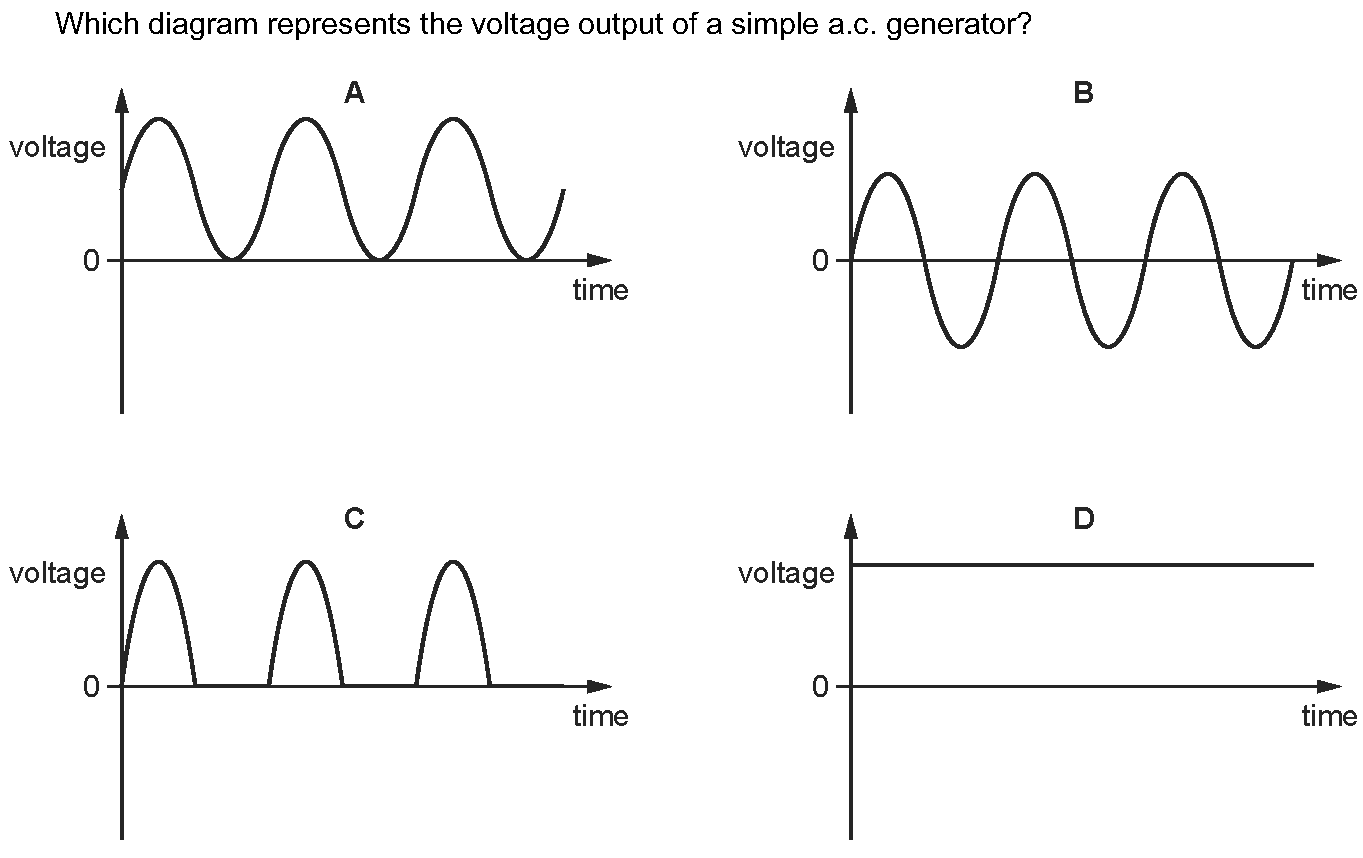 Which diagram represents the voltage output of a simple a.c. generator?
A
voltage
0
time
B
voltage
0
time
C
voltage
0
time
D
voltage
0
time